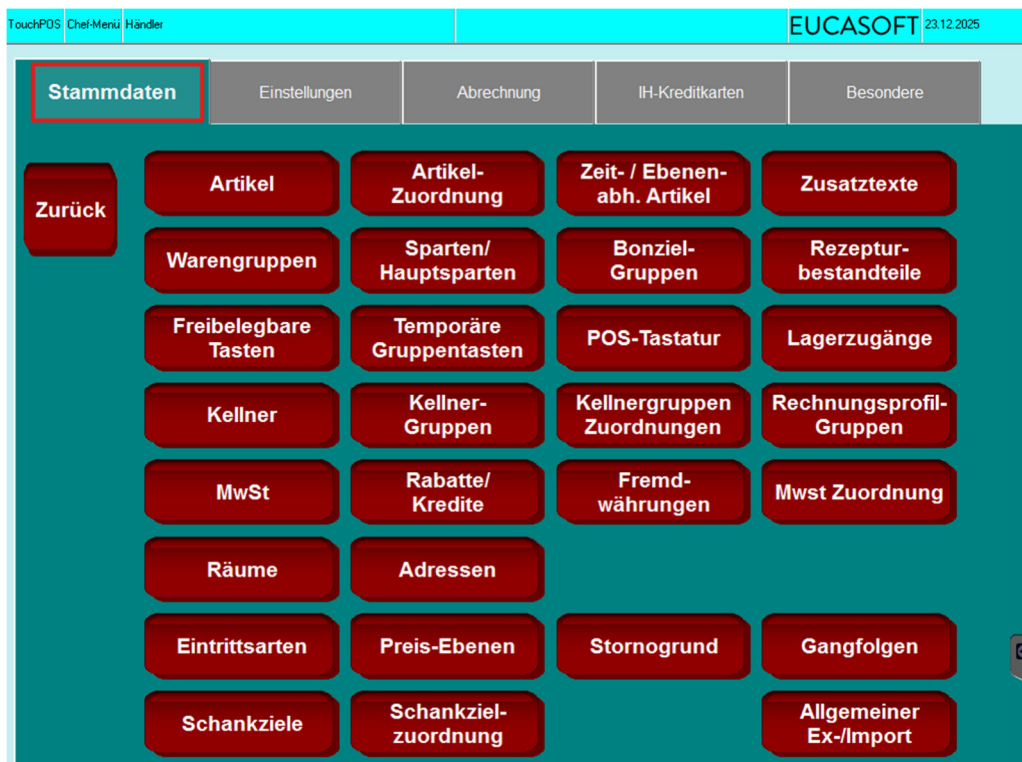 TouchPOS Chef-Menü Händler EUCASOFT 23.12.2025
Stammdaten Einstellungen Abrechnung IH-Kreditkarten Besondere
Zurück
Artikel
Artikel-
Zuordnung
Zeit- / Ebenen-
abh. Artikel
Zusatztexte
Warengruppen
Sparten/
Hauptsparten
Bonziel-
Gruppen
Rezeptur-
bestandteile
Freibelegbare
Tasten
Temporäre
Gruppentasten
POS-Tastatur
Lagerzugänge
Kellner
Kellner-
Gruppen
Kellnergruppen
Zuordnungen
Rechnungsprofil-
Gruppen
MwSt
Rabatte/
Kredite
Fremd-
währungen
Mwst Zuordnung
Räume
Adressen
Eintrittsarten
Preis-Ebenen
Stornogrund
Gangfolgen
Schankziele
Schankziel-
zuordnung
Allgemeiner
Ex-/Import